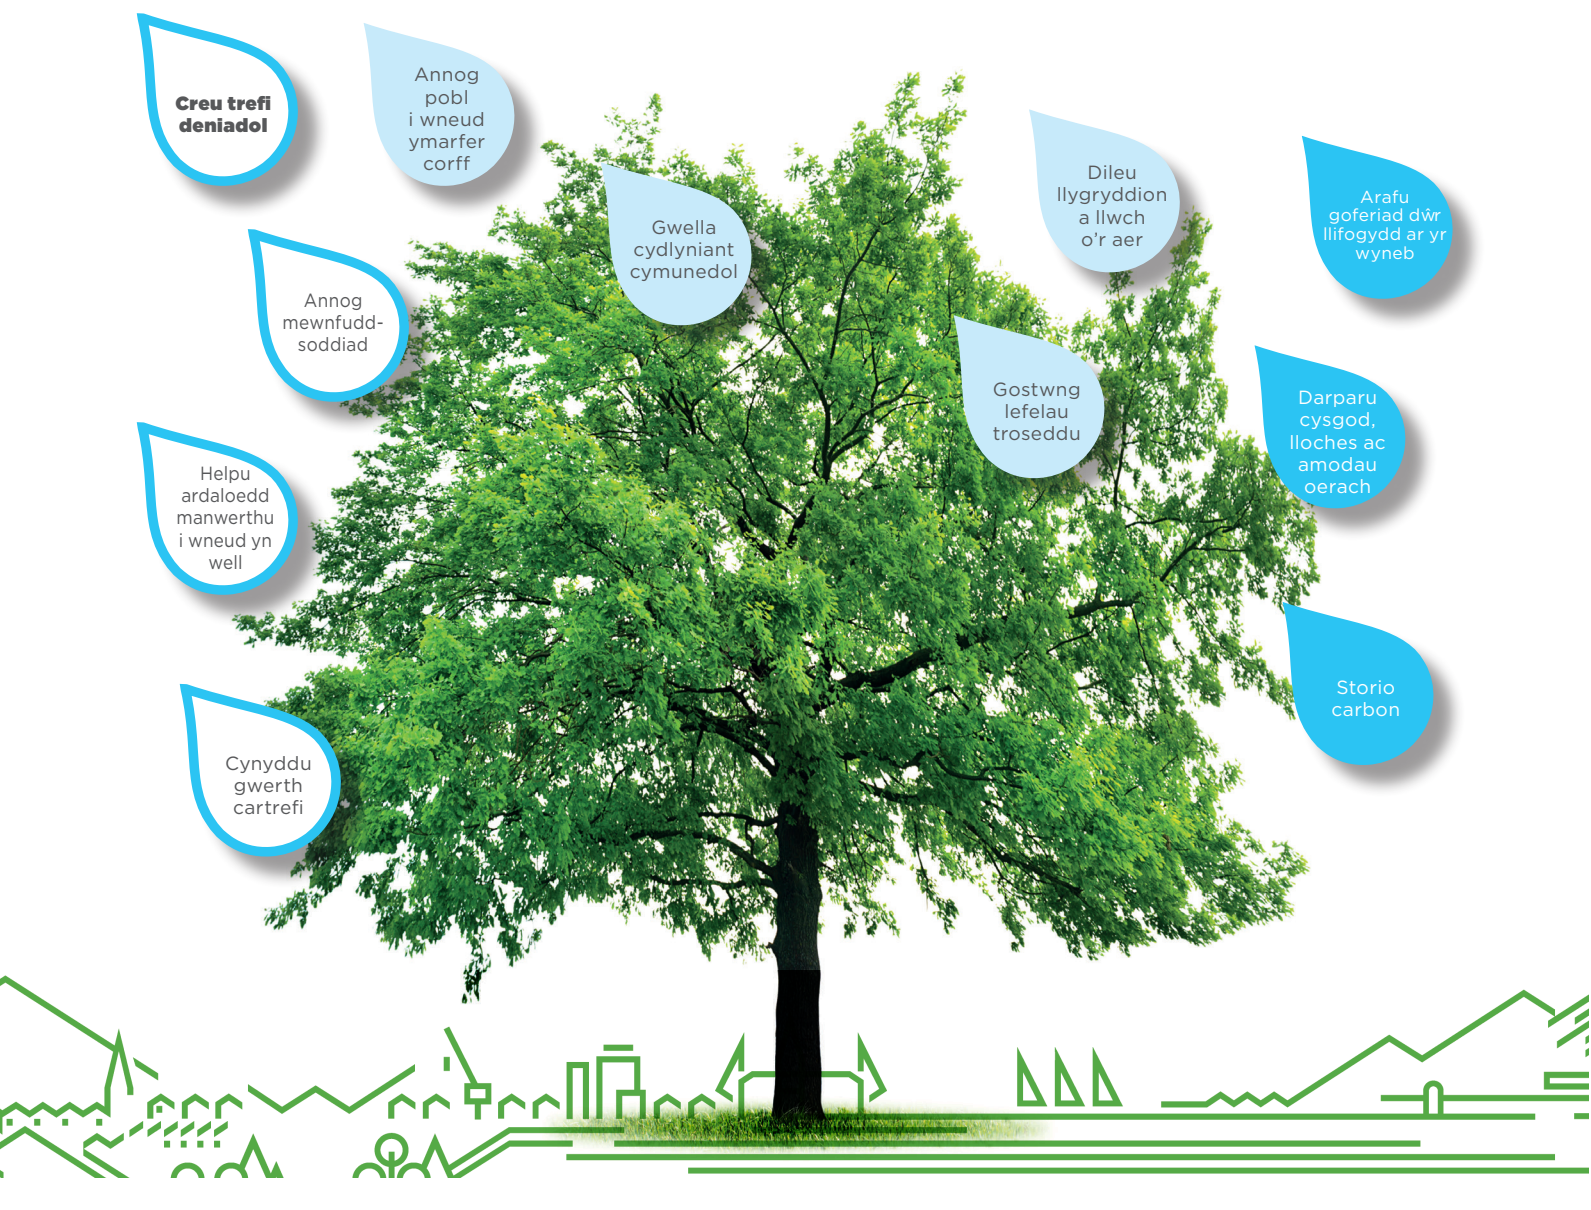 Creu trefi
deniadol
Annog
pobl
i wneud
ymarfer
corff
Gwella
cydlyniant
cymunedol
Dileu
llygryddion
a llwch
o’r aer
Arafu
goferiad dŵr
llifogydd ar yr
wyneb
Annog
mewnfudd-
soddiad
Gostwng
lefelau
troseddu
Darparu
cysgod,
lloches ac
amodau
oerach
Helpu
ardaloedd
manwerthu
i wneud yn
well
Storio
carbon
Cynyddu
gwerth
cartrefi